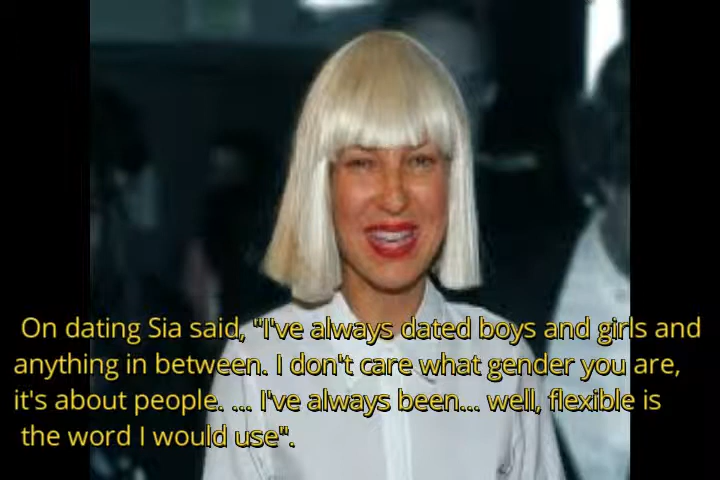 On dating Sia said, "I've always dated boys and girls and
anything in between. I don't care what gender you are,
it's about people. ... I've always been... well, flexible is
the word I would use".